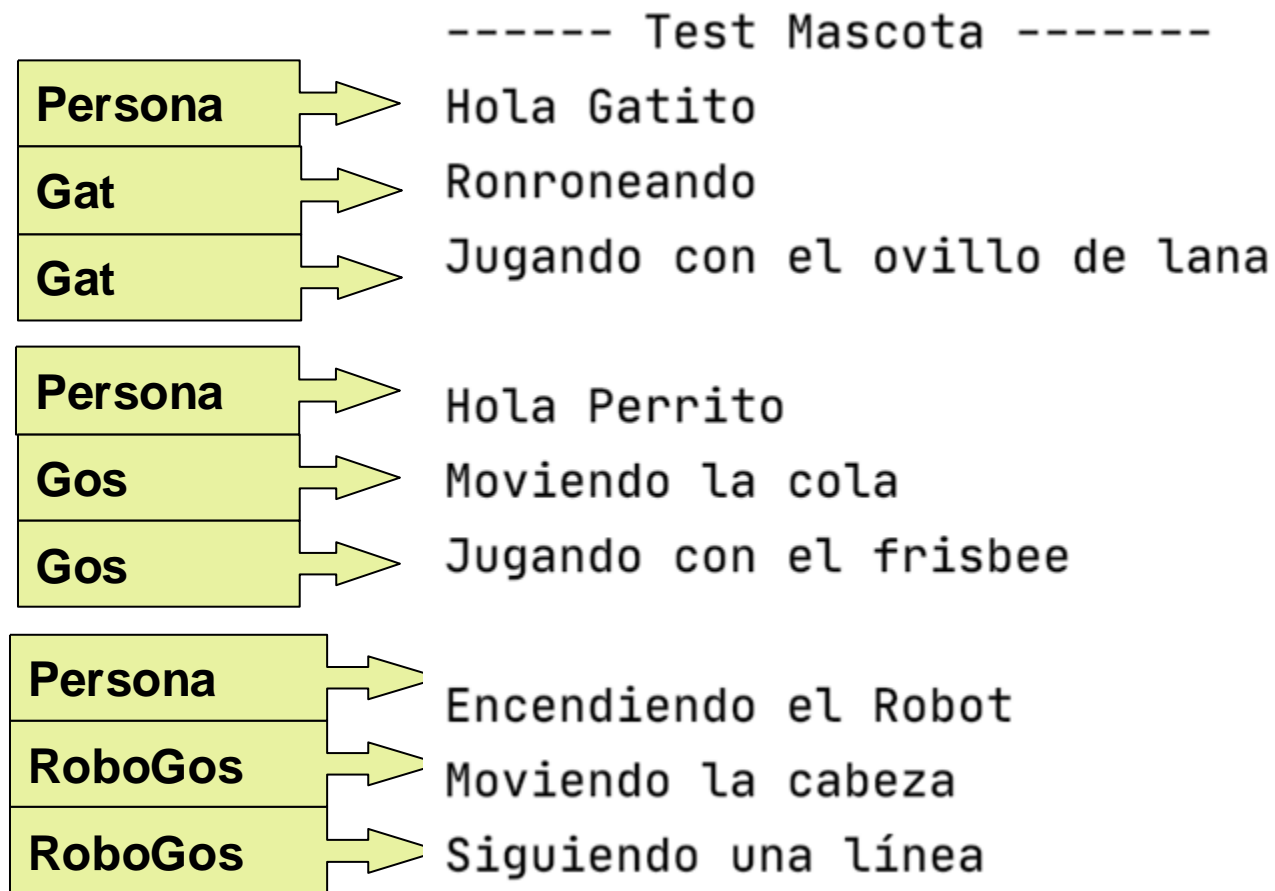 ------ Test Mascota -------
Persona
Hola Gatito
Gat
Ronroneando
Gat
Jugando con el ovillo de lana
Persona
Hola Perrito
Gos
Moviendo la cola
Gos
Jugando con el frisbee
Persona
Encendiendo el Robot
RoboGos
Moviendo la cabeza
RoboGos
Siguiendo una línea